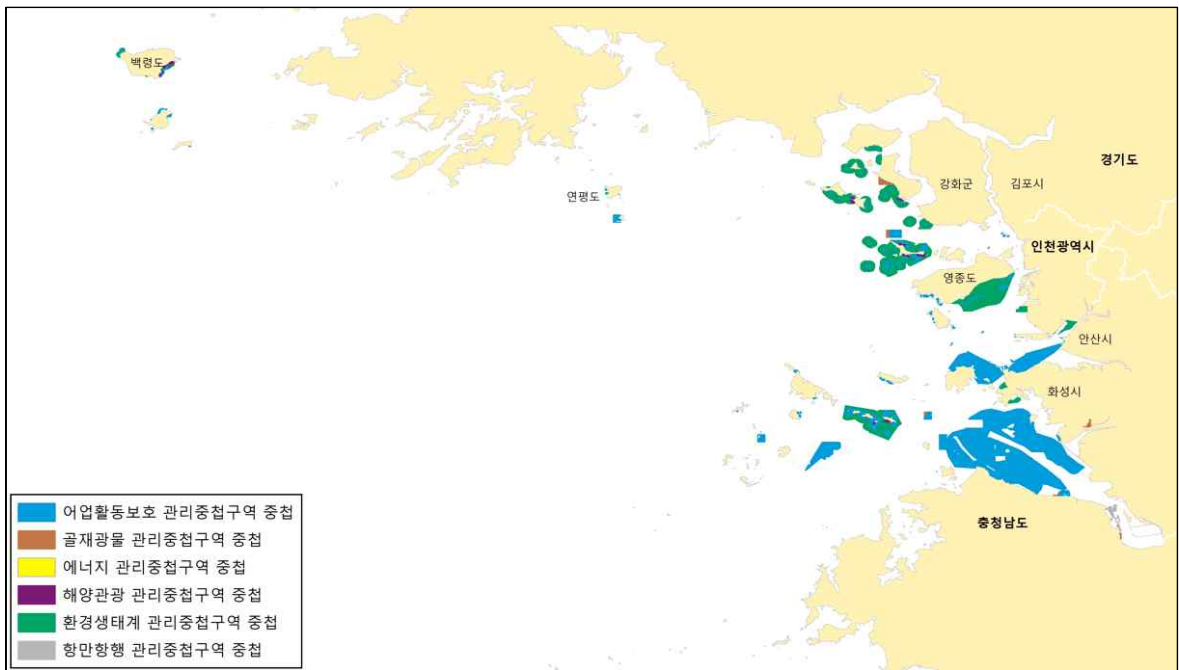 백령도
경기도
강화군
김포시
연평도
인천광역시
영종도
안산시
화성시
충청남도
어업활동보호 관리중첩구역 중첩
골재광물 관리중첩구역 중첩
에너지 관리중첩구역 중첩
해양관광 관리중첩구역 중첩
환경생태계 관리중첩구역 중첩
항만항행 관리중첩구역 중첩